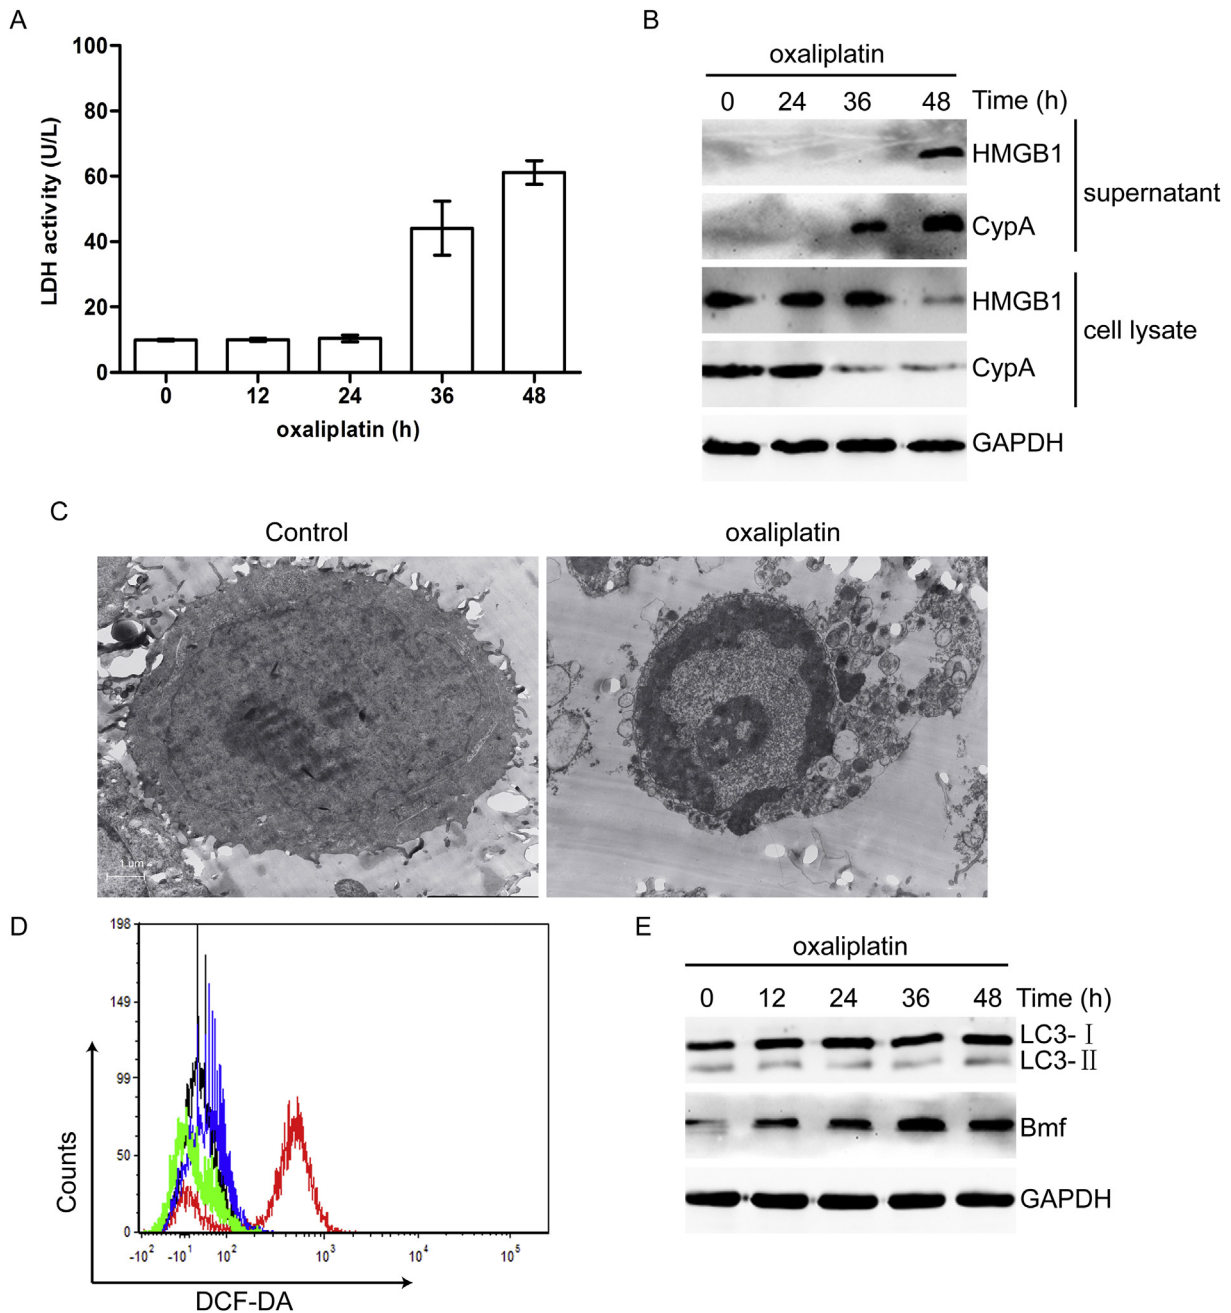 A
100
80
60
40
20
0
LDH activity (U/L)
0 12 24 36 48
oxaliplatin (h)
B
oxaliplatin
0 24 36 48 Time (h)
HMGB1
CypA
supernatant
HMGB1
CypA
cell lysate
GAPDH
C
Control oxaliplatin
1 µm
D
198
149
99
50
0
Counts
-10² -10¹ 10² 10³ 10⁴ 10⁵
DCF-DA
E
oxaliplatin
0 12 24 36 48 Time (h)
LC3-Ⅰ
LC3-Ⅱ
Bmf
GAPDH